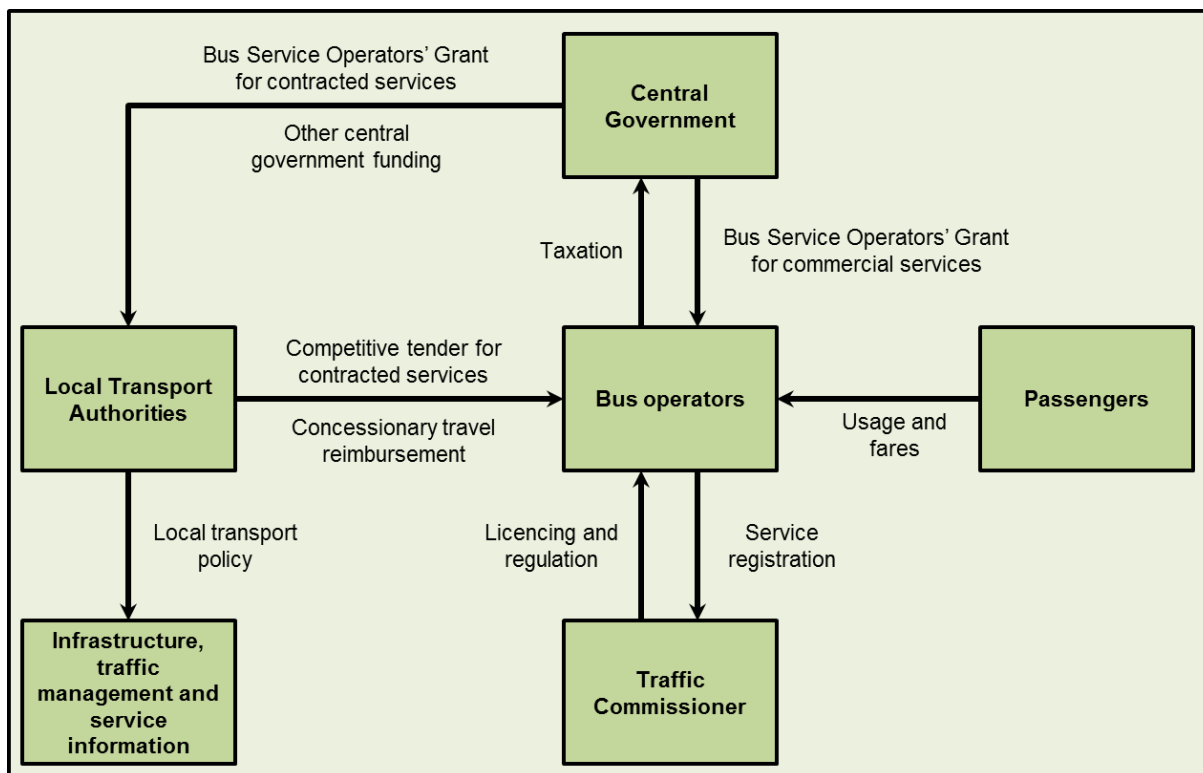 Bus Service Operators’ Grant
for contracted services
Other central
government funding
Central
Government
Taxation
Bus Service Operators’ Grant
for commercial services
Local Transport
Authorities
Competitive tender for
contracted services
Concessionary travel
reimbursement
Bus operators
Usage and
fares
Passengers
Local transport
policy
Licencing and
regulation
Service
registration
Infrastructure,
traffic
management and
service
information
Traffic
Commissioner